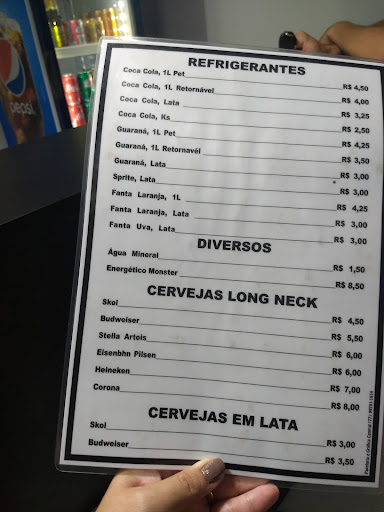 pepsi
REFRIGERANTES
Coca Cola, 1L Pet R$ 4,50
Coca Cola, 1L Retornável R$ 4,00
Coca Cola, Lata R$ 3,25
Coca Cola, Ks R$ 2,50
Guaraná, 1L Pet R$ 4,25
Guaraná, 1L Retornavél R$ 3,50
Guaraná, Lata R$ 3,00
Sprite, Lata R$ 3,00
Fanta Laranja, 1L R$ 4,25
Fanta Laranja, Lata R$ 3,00
Fanta Uva, Lata R$ 3,00
DIVERSOS
Água Mineral R$ 1,50
Energético Monster R$ 8,50
CERVEJAS LONG NECK
Skol R$ 4,50
Budweiser R$ 5,50
Stella Artois R$ 6,00
Eisenbhn Pilsen R$ 6,00
Heineken R$ 7,00
Corona R$ 8,00
CERVEJAS EM LATA
Skol R$ 3,00
Budweiser R$ 3,50